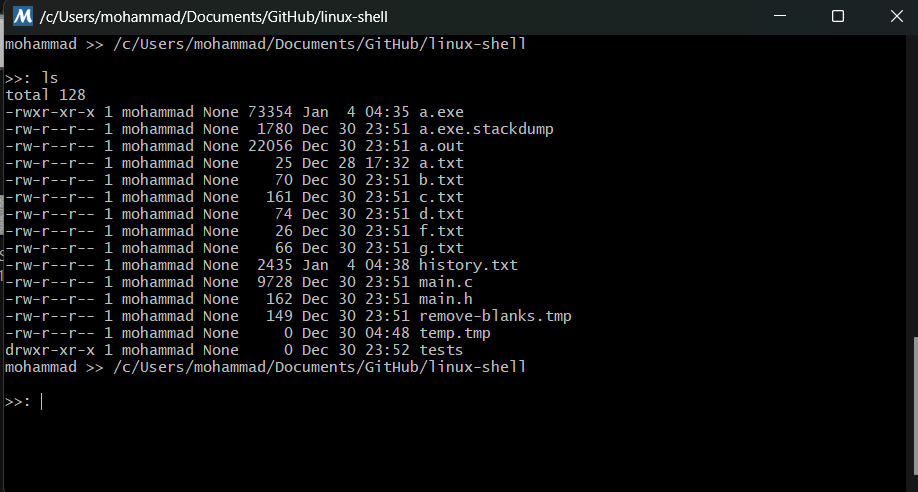 M /c/Users/mohammad/Documents/GitHub/linux-shell
mohammad >> /c/Users/mohammad/Documents/GitHub/linux-shell
>>: ls
total 128
-rwxr-xr-x 1 mohammad None 73354 Jan  4 04:35 a.exe
-rw-r--r-- 1 mohammad None  1780 Dec 30 23:51 a.exe.stackdump
-rw-r--r-- 1 mohammad None 22056 Dec 30 23:51 a.out
-rw-r--r-- 1 mohammad None    25 Dec 28 17:32 a.txt
-rw-r--r-- 1 mohammad None    70 Dec 30 23:51 b.txt
-rw-r--r-- 1 mohammad None   161 Dec 30 23:51 c.txt
-rw-r--r-- 1 mohammad None    74 Dec 30 23:51 d.txt
-rw-r--r-- 1 mohammad None    26 Dec 30 23:51 f.txt
-rw-r--r-- 1 mohammad None    66 Dec 30 23:51 g.txt
-rw-r--r-- 1 mohammad None  2435 Jan  4 04:38 history.txt
-rw-r--r-- 1 mohammad None  9728 Dec 30 23:51 main.c
-rw-r--r-- 1 mohammad None   162 Dec 30 23:51 main.h
-rw-r--r-- 1 mohammad None   149 Dec 30 23:51 remove-blanks.tmp
-rw-r--r-- 1 mohammad None     0 Dec 30 04:48 temp.tmp
drwxr-xr-x 1 mohammad None     0 Dec 30 23:52 tests
mohammad >> /c/Users/mohammad/Documents/GitHub/linux-shell
>>: